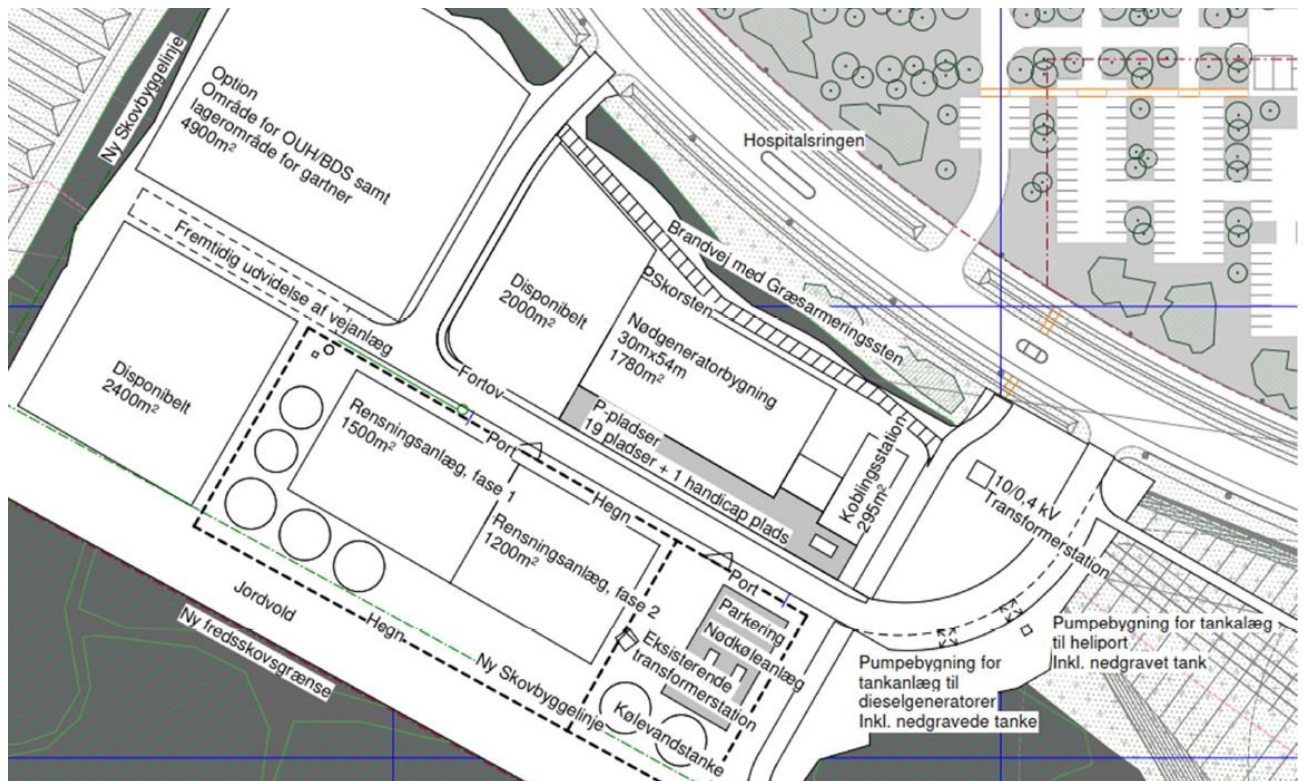 Ny Skovbyggelinje
Option
Område for OUH/BDS samt
lagerområde for gartner
4900m²
Hospitalsringen
Fremtidig udvidelse af vejanlæg
Brandvej med Græsarmeringssten
Skorsten
Disponibelt
2000m²
Nødgeneratorbygning
30mx54m
1780m²
Disponibelt
2400m²
Fortov
P-pladser
19 pladser + 1 handicap plads
Koblingsstation
295m²
Rensningsanlæg, fase 1
1500m²
Port
Hegn
10/0,4 kV
Transformerstation
Rensningsanlæg, fase 2
1200m²
Port
Parkering
Nødkøleanlæg
Eksisterende
transformerstation
Jordvold
Hegn
Ny fredsskovsgrænse
Ny Skovbyggelinje
Kølevandstanke
Pumpebygning for
tankanlæg til
dieselgeneratorer
Inkl. nedgravede tanke
Pumpebygning for tankalæg
til heliport
Inkl. nedgravet tank